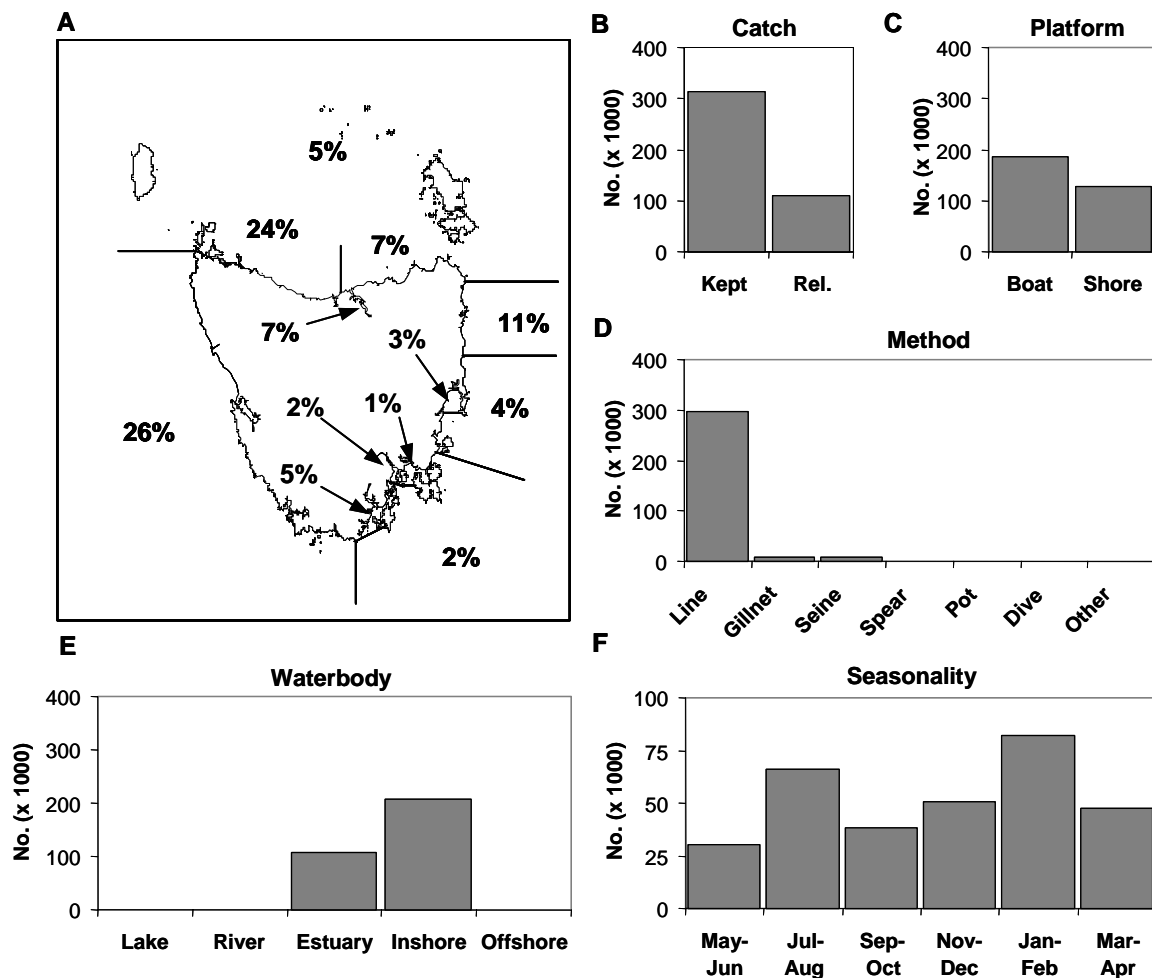 A
5%
24%
7%
7%
11%
3%
4%
2%
1%
26%
5%
2%
B
Catch
No. (x 1000)
400
300
200
100
0
Kept Rel.
C
Platform
No. (x 1000)
400
300
200
100
0
Boat Shore
D
Method
No. (x 1000)
400
300
200
100
0
Line Gillnet Seine Spear Pot Dive Other
E
Waterbody
No. (x 1000)
400
300
200
100
0
Lake River Estuary Inshore Offshore
F
Seasonality
No. (x 1000)
100
75
50
25
0
May- Jul- Sep- Nov- Jan- Mar-
Jun Aug Oct Dec Feb Apr